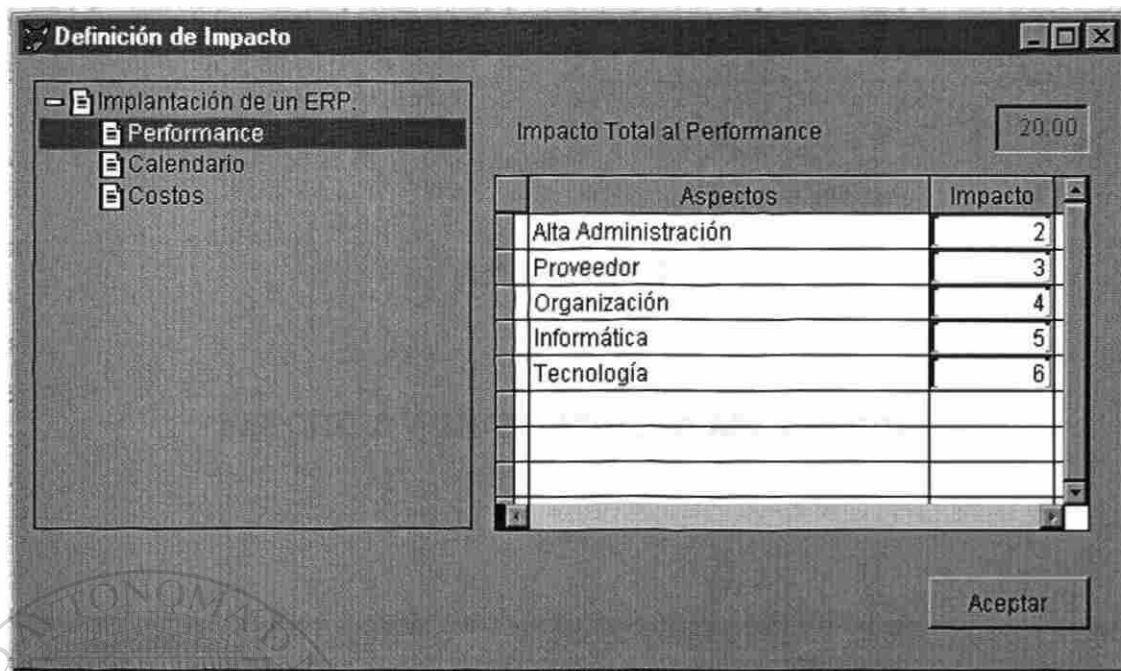 Definición de Impacto
Implantación de un ERP.
Performance
Calendario
Costos
Impacto Total al Performance 20.00
Aspectos Impacto
Alta Administración 2
Proveedor 3
Organización 4
Informática 5
Tecnología 6
Aceptar
AUTONOMA D